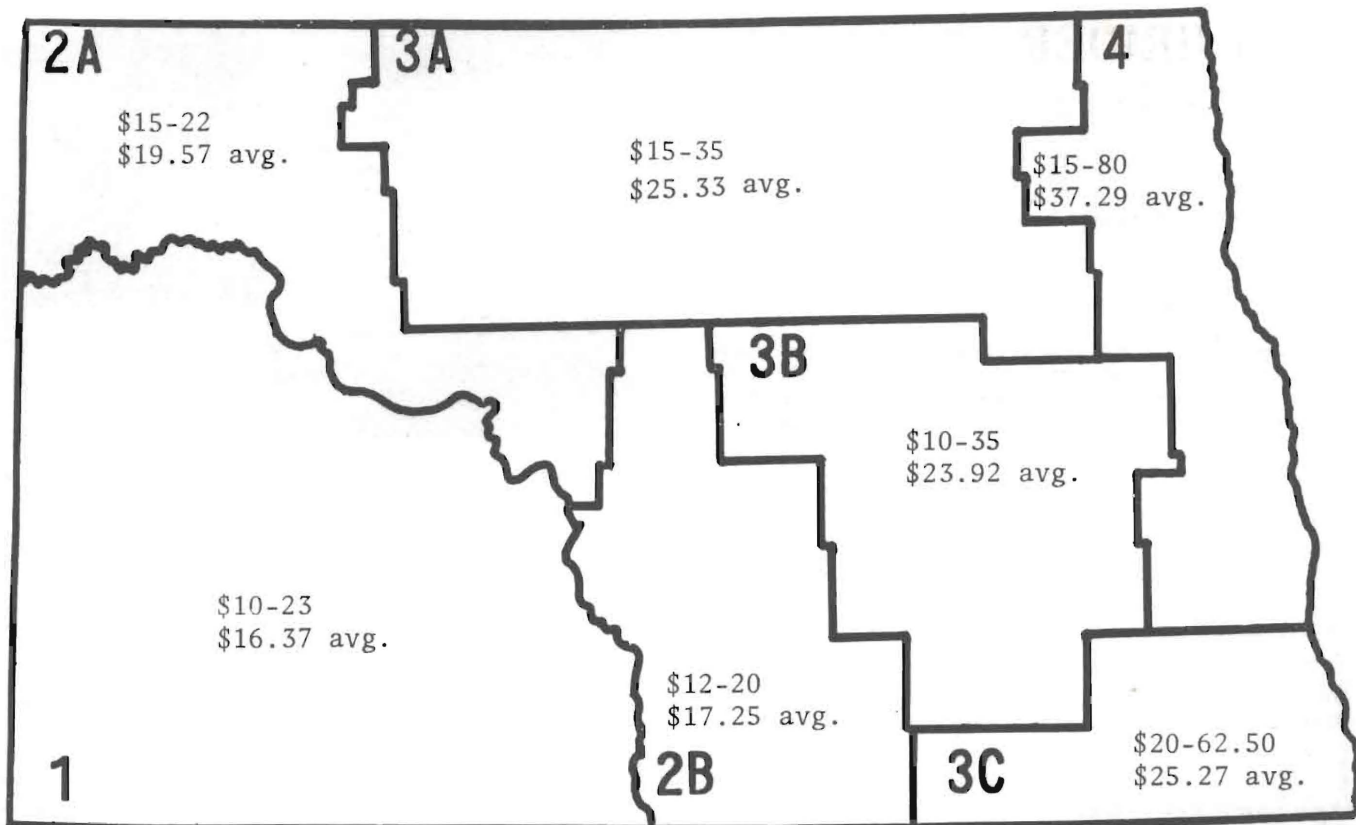 2A
$15-22
$19.57 avg.
3A
$15-35
$25.33 avg.
4
$15-80
$37.29 avg.
3B
$10-35
$23.92 avg.
1
$10-23
$16.37 avg.
2B
$12-20
$17.25 avg.
3C
$20-62.50
$25.27 avg.